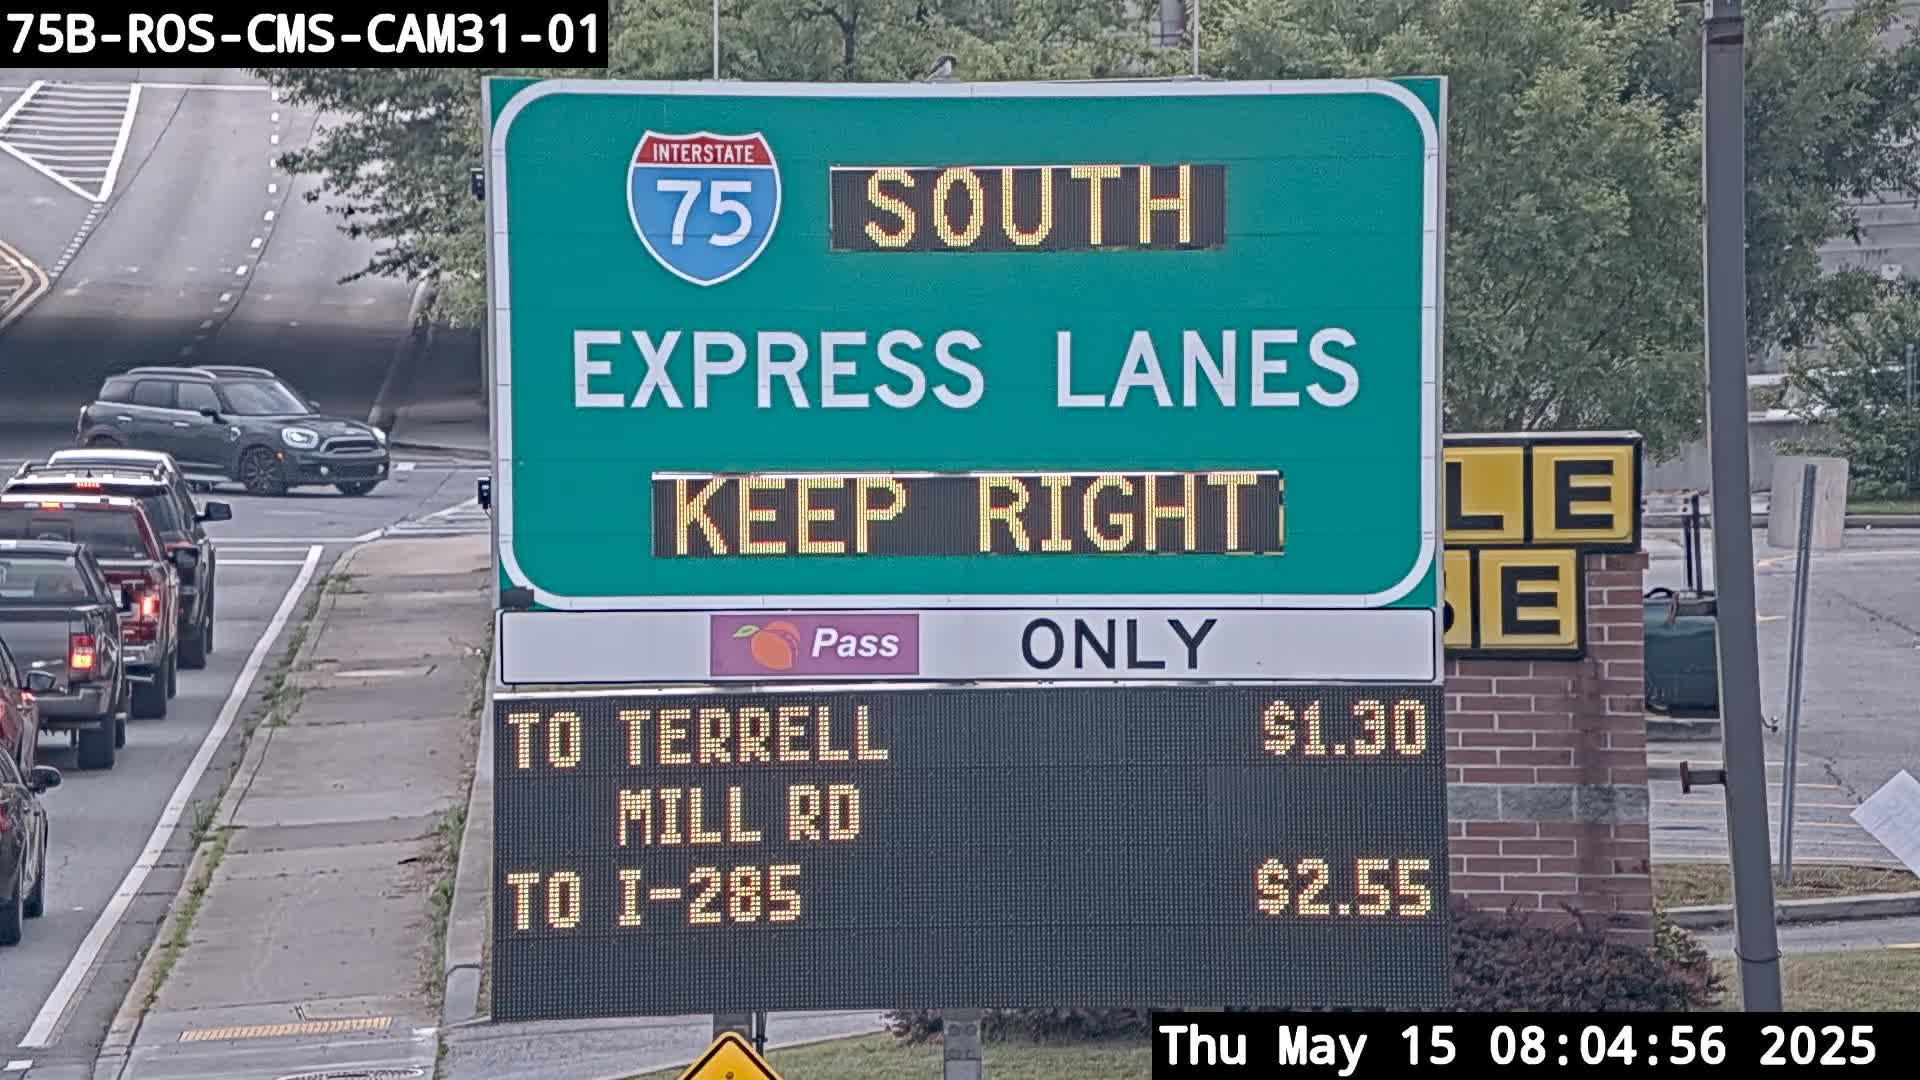 75B-ROS-CMS-CAM31-01
INTERSTATE
75
SOUTH
EXPRESS LANES
KEEP RIGHT
Pass ONLY
LE
E
TO TERRELL $1.30
MILL RD
TO I-285 $2.55
Thu May 15 08:04:56 2025